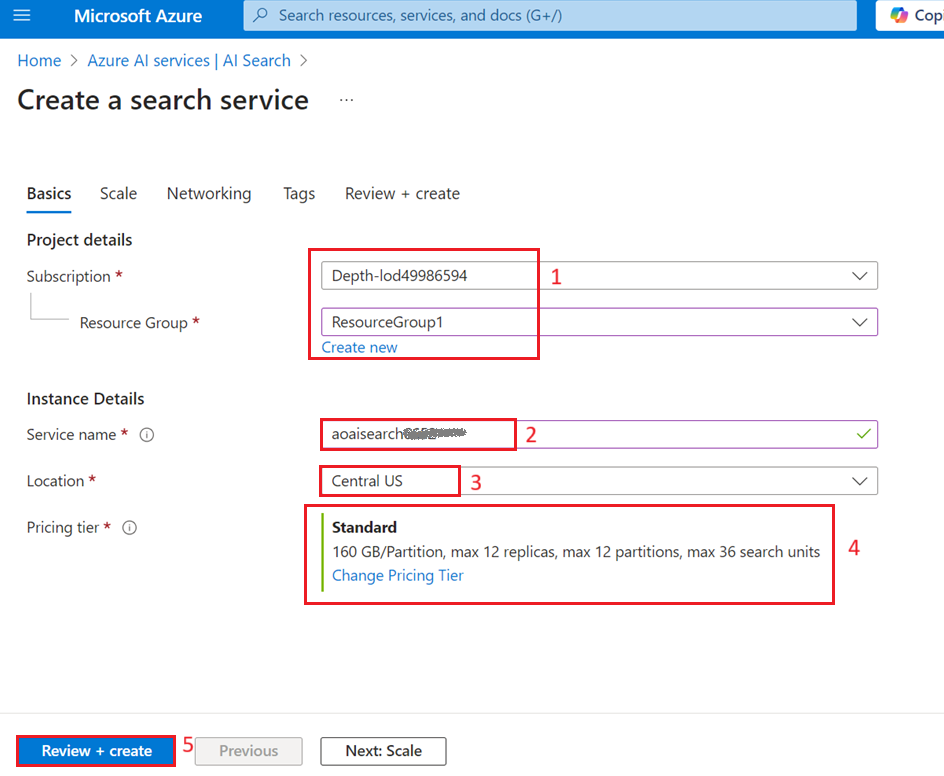 Microsoft Azure
Search resources, services, and docs (G+/)
Home > Azure AI services | AI Search >
Create a search service ...
Basics Scale Networking Tags Review + create
Project details
Subscription *
Depth-lod49986594
1
Resource Group *
ResourceGroup1
Create new
Instance Details
Service name *
aoaisearch
2
Location *
Central US
3
Pricing tier *
Standard
160 GB/Partition, max 12 replicas, max 12 partitions, max 36 search units
Change Pricing Tier
4
Review + create
5
Previous
Next: Scale